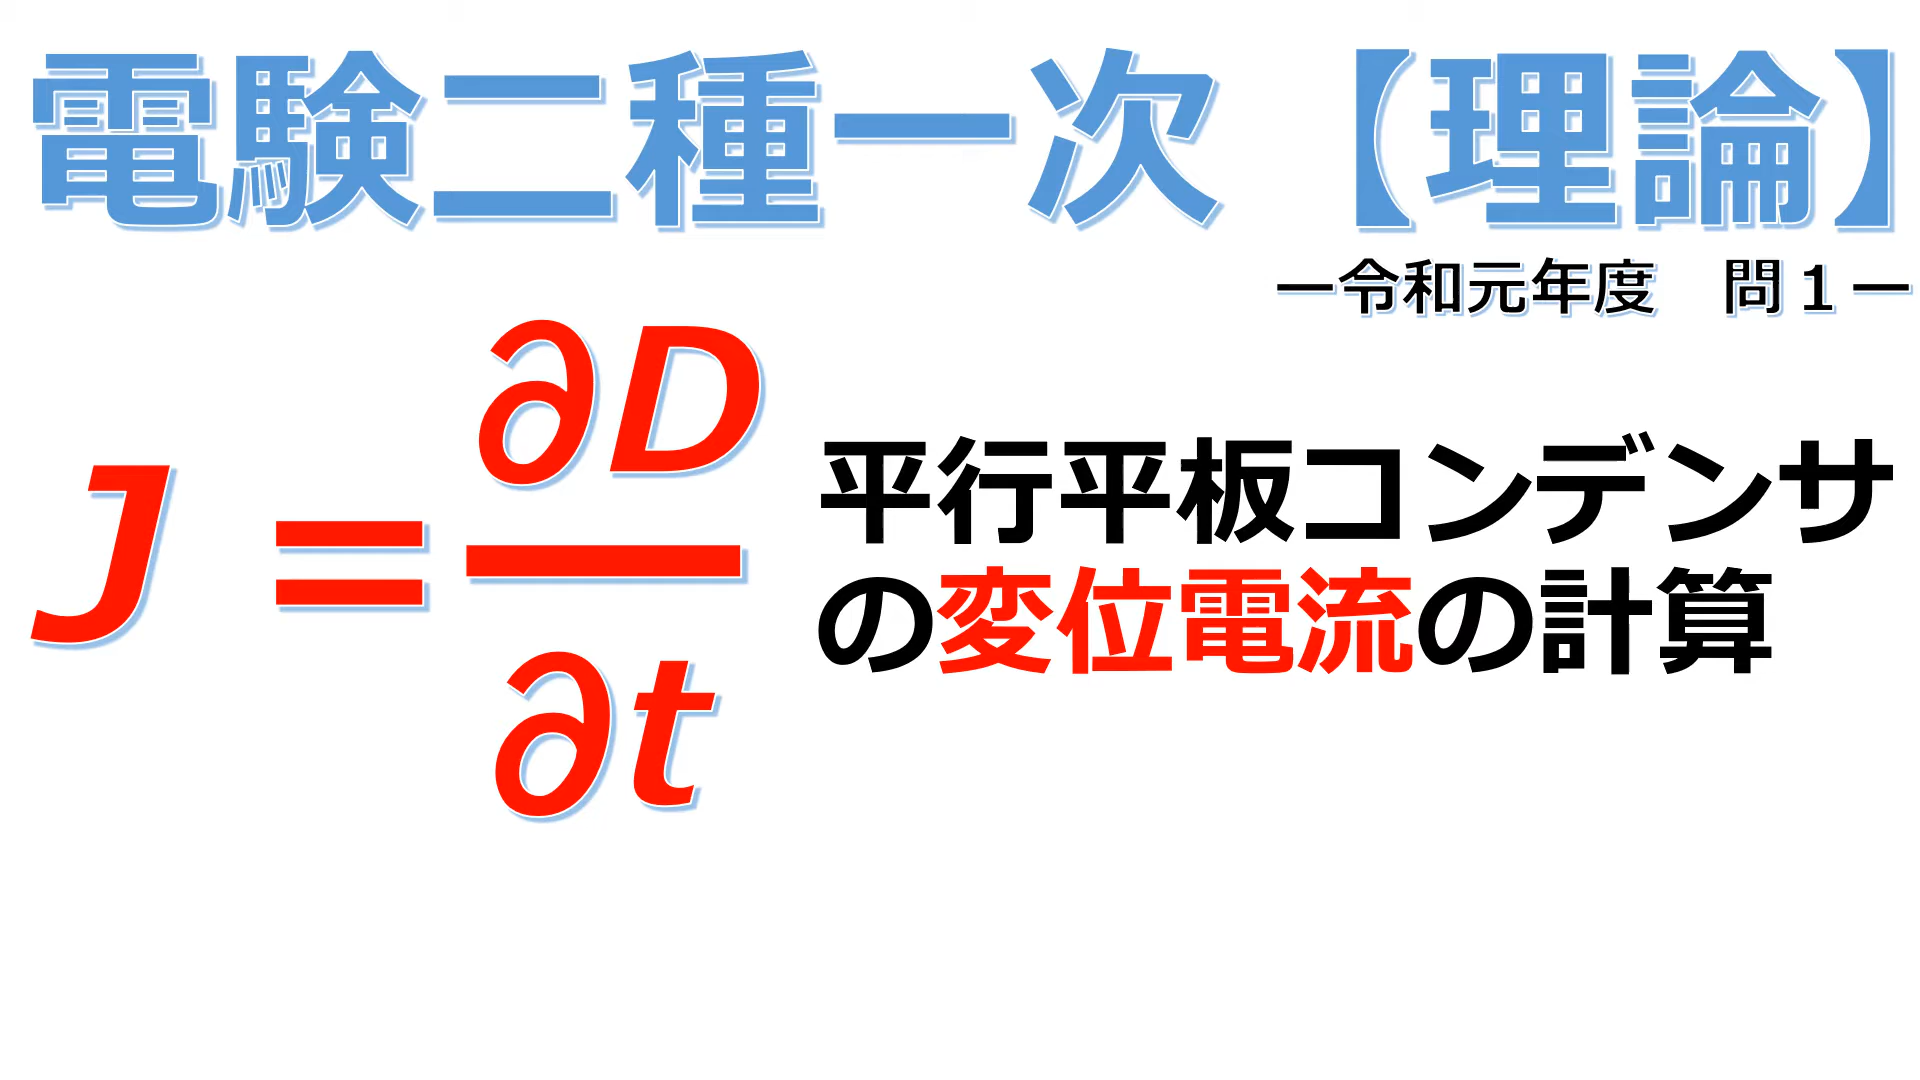 電験二種一次【理論】
ー令和元年度　問１ー
J = ∂D/∂t
平行平板コンデンサ
の変位電流の計算